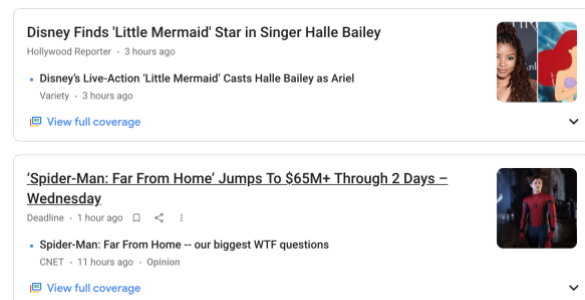 Disney Finds 'Little Mermaid' Star in Singer Halle Bailey
Hollywood Reporter · 3 hours ago
• Disney's Live-Action 'Little Mermaid' Casts Halle Bailey as Ariel
Variety · 3 hours ago
View full coverage
'Spider-Man: Far From Home' Jumps To $65M+ Through 2 Days –
Wednesday
Deadline · 1 hour ago
• Spider-Man: Far From Home -- our biggest WTF questions
CNET · 11 hours ago · Opinion
View full coverage